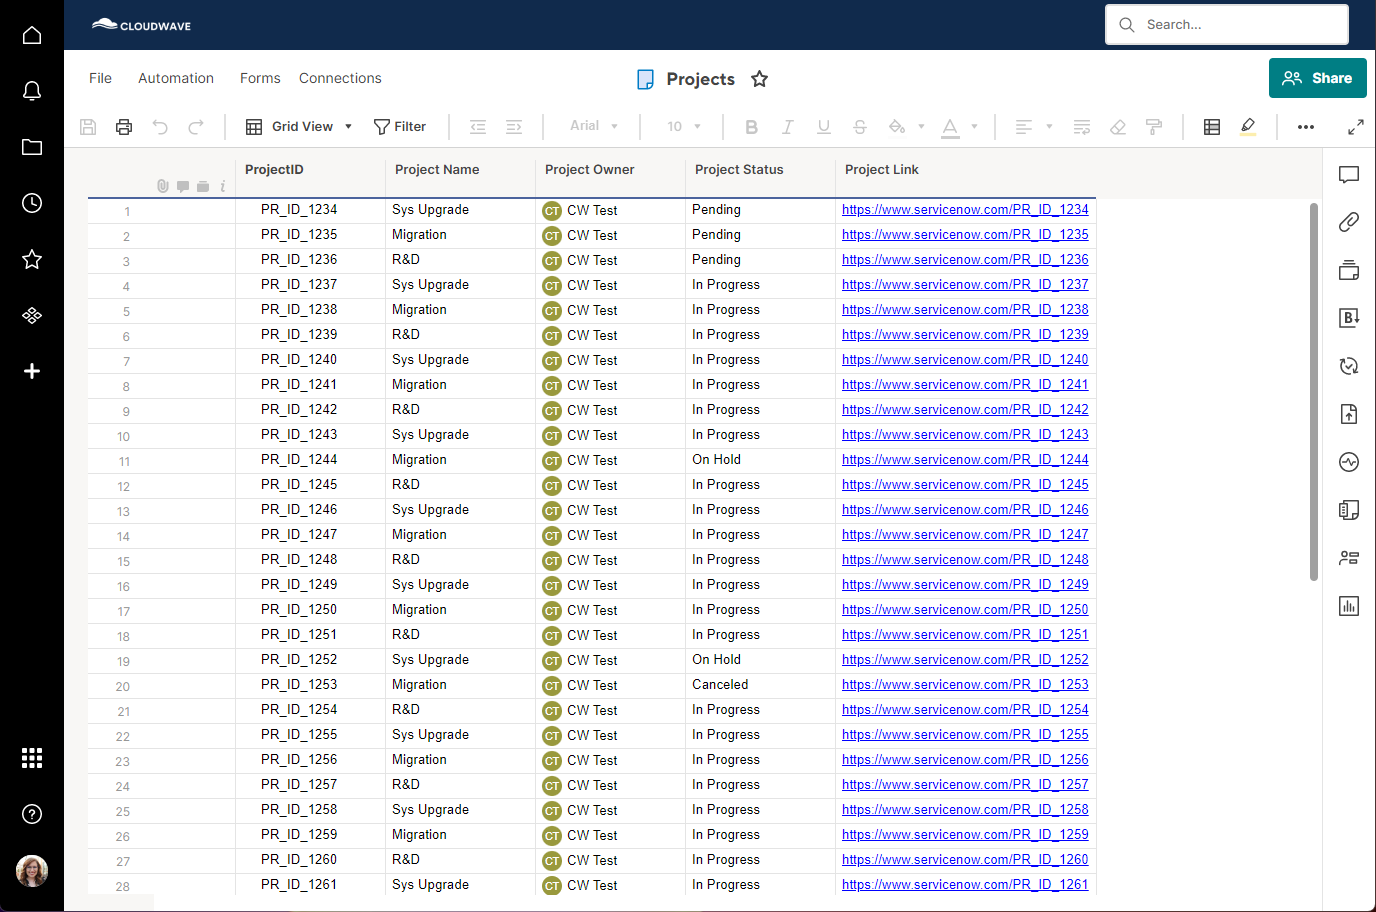 CLOUDWAVE
Search...
File Automation Forms Connections
Projects
Share
Grid View
Filter
Arial
10
B I U S A
ProjectID Project Name Project Owner Project Status Project Link
1 PR_ID_1234 Sys Upgrade CT CW Test Pending https://www.servicenow.com/PR_ID_1234
2 PR_ID_1235 Migration CT CW Test Pending https://www.servicenow.com/PR_ID_1235
3 PR_ID_1236 R&D CT CW Test Pending https://www.servicenow.com/PR_ID_1236
4 PR_ID_1237 Sys Upgrade CT CW Test In Progress https://www.servicenow.com/PR_ID_1237
5 PR_ID_1238 Migration CT CW Test In Progress https://www.servicenow.com/PR_ID_1238
6 PR_ID_1239 R&D CT CW Test In Progress https://www.servicenow.com/PR_ID_1239
7 PR_ID_1240 Sys Upgrade CT CW Test In Progress https://www.servicenow.com/PR_ID_1240
8 PR_ID_1241 Migration CT CW Test In Progress https://www.servicenow.com/PR_ID_1241
9 PR_ID_1242 R&D CT CW Test In Progress https://www.servicenow.com/PR_ID_1242
10 PR_ID_1243 Sys Upgrade CT CW Test In Progress https://www.servicenow.com/PR_ID_1243
11 PR_ID_1244 Migration CT CW Test On Hold https://www.servicenow.com/PR_ID_1244
12 PR_ID_1245 R&D CT CW Test In Progress https://www.servicenow.com/PR_ID_1245
13 PR_ID_1246 Sys Upgrade CT CW Test In Progress https://www.servicenow.com/PR_ID_1246
14 PR_ID_1247 Migration CT CW Test In Progress https://www.servicenow.com/PR_ID_1247
15 PR_ID_1248 R&D CT CW Test In Progress https://www.servicenow.com/PR_ID_1248
16 PR_ID_1249 Sys Upgrade CT CW Test In Progress https://www.servicenow.com/PR_ID_1249
17 PR_ID_1250 Migration CT CW Test In Progress https://www.servicenow.com/PR_ID_1250
18 PR_ID_1251 R&D CT CW Test In Progress https://www.servicenow.com/PR_ID_1251
19 PR_ID_1252 Sys Upgrade CT CW Test On Hold https://www.servicenow.com/PR_ID_1252
20 PR_ID_1253 Migration CT CW Test Canceled https://www.servicenow.com/PR_ID_1253
21 PR_ID_1254 R&D CT CW Test In Progress https://www.servicenow.com/PR_ID_1254
22 PR_ID_1255 Sys Upgrade CT CW Test In Progress https://www.servicenow.com/PR_ID_1255
23 PR_ID_1256 Migration CT CW Test In Progress https://www.servicenow.com/PR_ID_1256
24 PR_ID_1257 R&D CT CW Test In Progress https://www.servicenow.com/PR_ID_1257
25 PR_ID_1258 Sys Upgrade CT CW Test In Progress https://www.servicenow.com/PR_ID_1258
26 PR_ID_1259 Migration CT CW Test In Progress https://www.servicenow.com/PR_ID_1259
27 PR_ID_1260 R&D CT CW Test In Progress https://www.servicenow.com/PR_ID_1260
28 PR_ID_1261 Sys Upgrade CT CW Test In Progress https://www.servicenow.com/PR_ID_1261